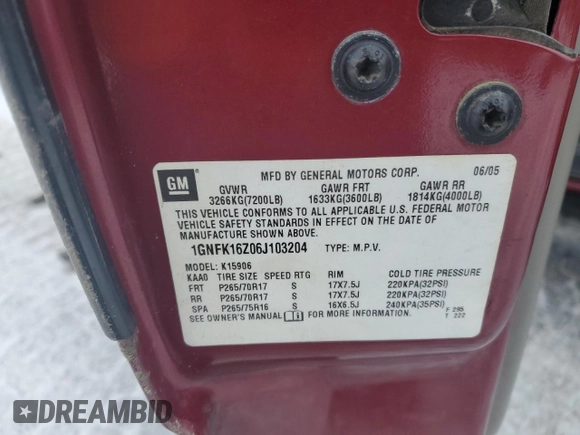 GM
MFD BY GENERAL MOTORS CORP. 06/05
GVWR GAWR FRT GAWR RR
3266KG(7200LB) 1633KG(3600LB) 1814KG(4000LB)
THIS VEHICLE CONFORMS TO ALL APPLICABLE U.S. FEDERAL MOTOR
VEHICLE SAFETY STANDARDS IN EFFECT ON THE DATE OF
MANUFACTURE SHOWN ABOVE.
1GNFK16Z06J103204 TYPE: M.P.V.
MODEL: K15906
KAA0 TIRE SIZE SPEED RTG RIM COLD TIRE PRESSURE
FRT P265/70R17 S 17X7.5J 220KPA(32PSI)
RR P265/70R17 S 17X7.5J 220KPA(32PSI)
SPA P265/75R16 S 16X6.5J 240KPA(35PSI)
SEE OWNER'S MANUAL FOR MORE INFORMATION.
F 295
T 222
DREAMBID